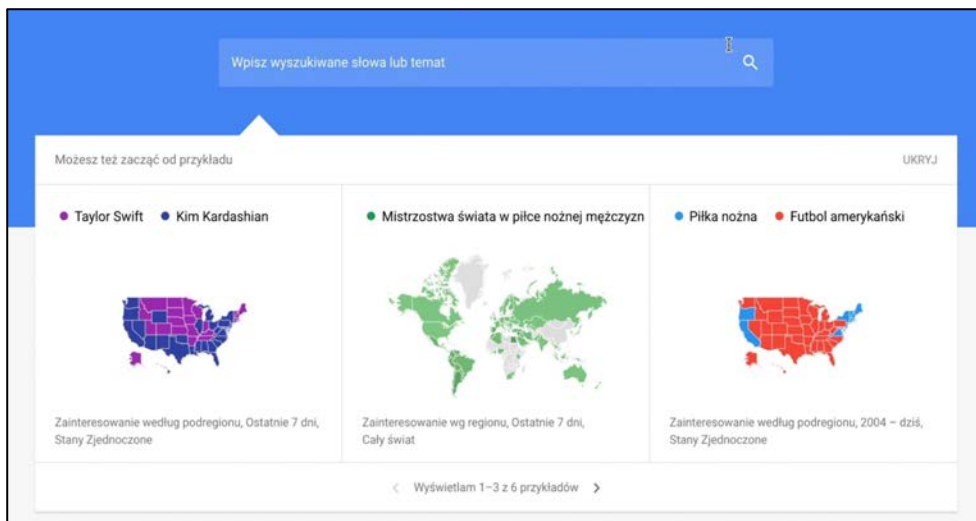 Wpisz wyszukiwane słowa lub temat
Możesz też zacząć od przykładu
UKRYJ
Taylor Swift Kim Kardashian
Mistrzostwa świata w piłce nożnej mężczyzn
Piłka nożna Futbol amerykański
Zainteresowanie według podregionu, Ostatnie 7 dni,
Stany Zjednoczone
Zainteresowanie wg regionu, Ostatnie 7 dni,
Cały świat
Zainteresowanie według podregionu, 2004 – dziś,
Stany Zjednoczone
Wyświetlam 1–3 z 6 przykładów